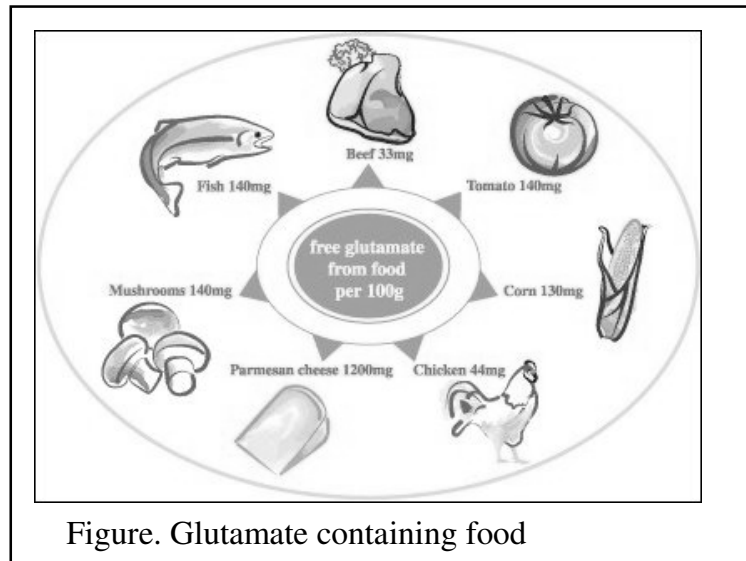 Beef 33mg
Fish 140mg
Tomato 140mg
free glutamate
from food
per 100g
Mushrooms 140mg
Corn 130mg
Parmesan cheese 1200mg
Chicken 44mg
Figure. Glutamate containing food